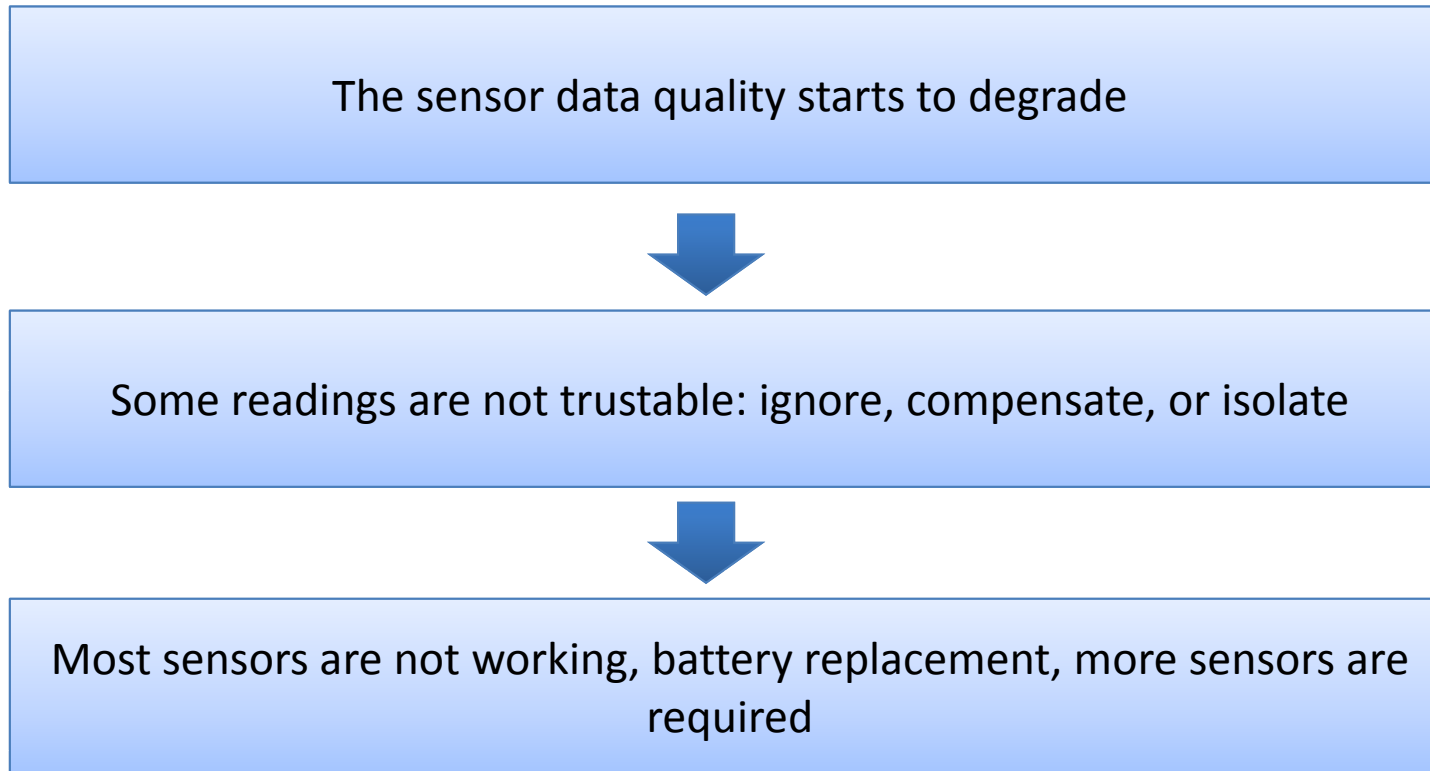 The sensor data quality starts to degrade
Some readings are not trustable: ignore, compensate, or isolate
Most sensors are not working, battery replacement, more sensors are
required